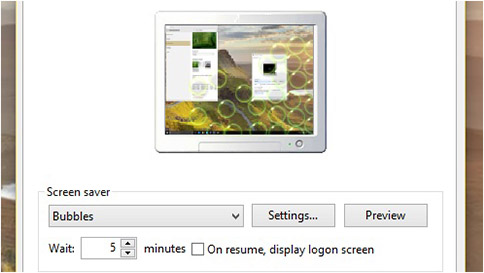 Screen saver
Bubbles Settings... Preview
Wait: 5 minutes On resume, display logon screen